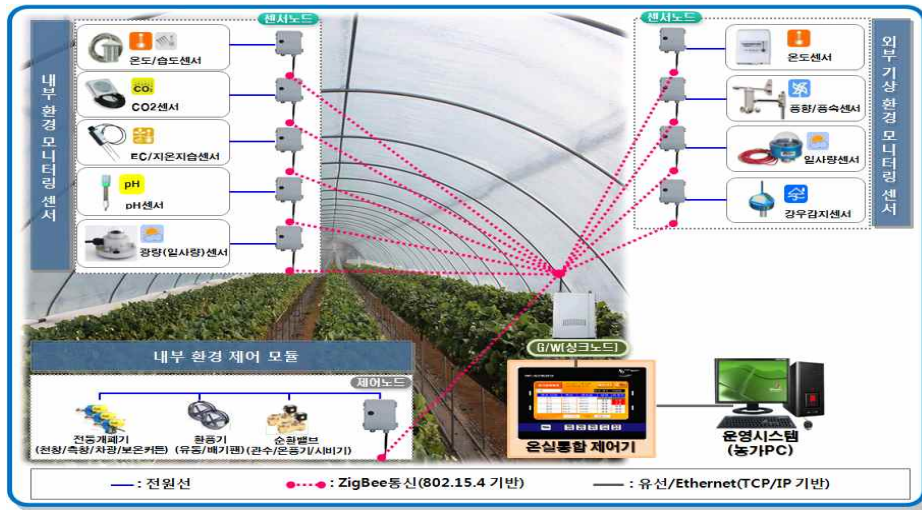 센서노드
내부 환경 모니터링 센서
온도/습도센서
CO₂
CO2센서
EC/지온지습센서
pH
pH센서
광량(일사량)센서
센서노드
외부 기상 환경 모니터링 센서
온도센서
풍향/풍속센서
일사량센서
강우감지센서
G/W(싱크노드)
내부 환경 제어 모듈
제어노드
전동개폐기
(천창/측창/차광/보온커튼)
환풍기
(유동/배기팬)
순환밸브
(관수/온풍기/시비기)
온실통합 제어기
운영시스템
(농가PC)
: 전원선
: ZigBee통신(802.15.4 기반)
: 유선/Ethernet(TCP/IP 기반)